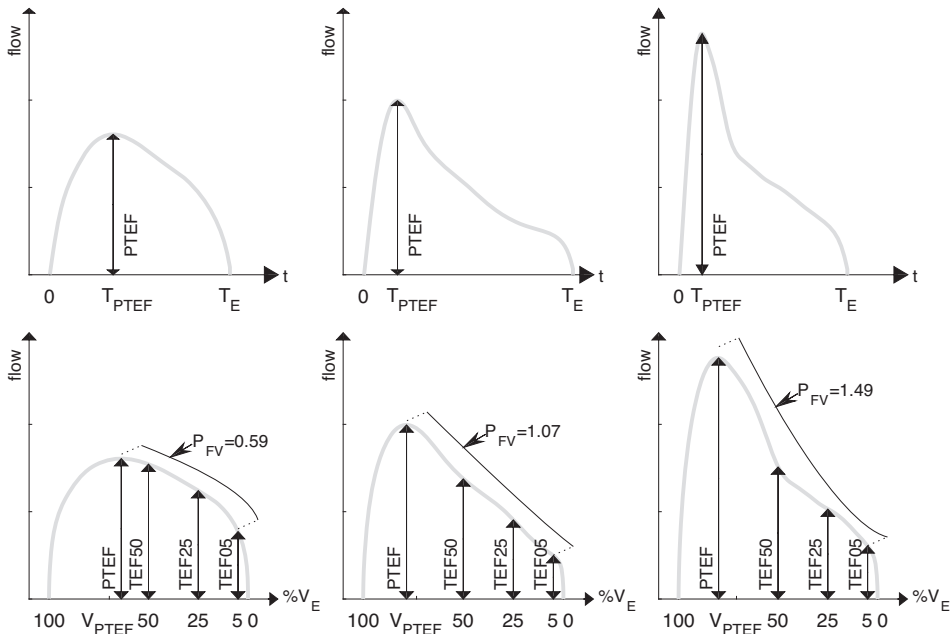 flow
PTEF
t
0 T_PTEF T_E
flow
PTEF
t
0 T_PTEF T_E
flow
PTEF
t
0 T_PTEF T_E
flow
P_FV=0.59
PTEF
TEF50
TEF25
TEF05
%V_E
100 V_PTEF 50 25 5 0
flow
P_FV=1.07
PTEF
TEF50
TEF25
TEF05
%V_E
100 V_PTEF 50 25 5 0
flow
P_FV=1.49
PTEF
TEF50
TEF25
TEF05
%V_E
100 V_PTEF 50 25 5 0